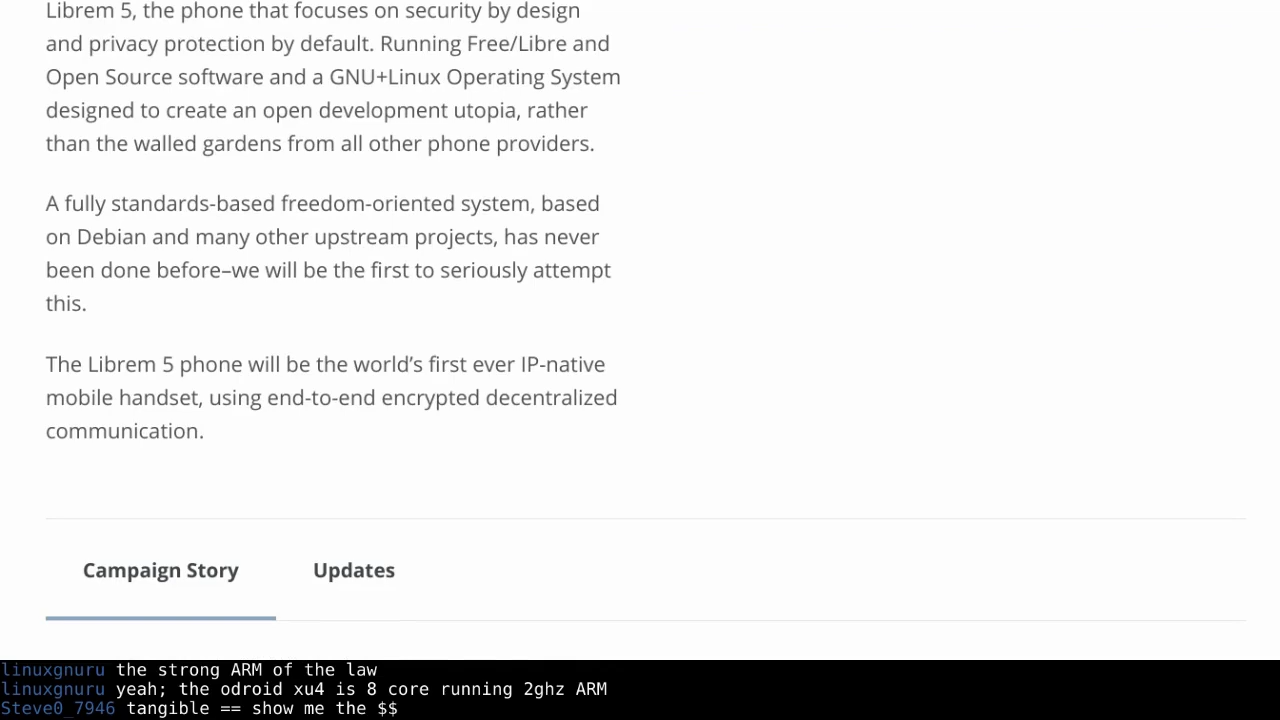 Librem 5, the phone that focuses on security by design
and privacy protection by default. Running Free/Libre and
Open Source software and a GNU+Linux Operating System
designed to create an open development utopia, rather
than the walled gardens from all other phone providers.
A fully standards-based freedom-oriented system, based
on Debian and many other upstream projects, has never
been done before–we will be the first to seriously attempt
this.
The Librem 5 phone will be the world’s first ever IP-native
mobile handset, using end-to-end encrypted decentralized
communication.
Campaign Story Updates
linuxgnuru the strong ARM of the law
linuxgnuru yeah; the odroid xu4 is 8 core running 2ghz ARM
Steve0_7946 tangible == show me the $$